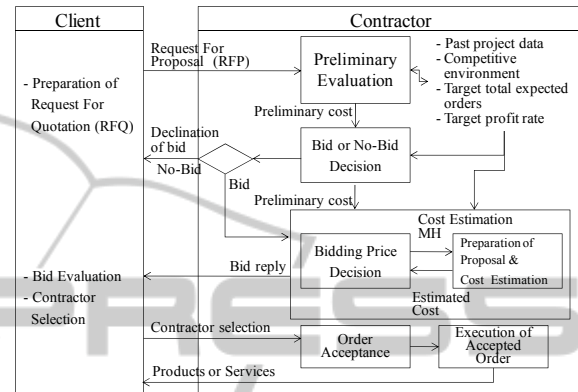 Client
Contractor
Request For
Proposal (RFP)
Preliminary
Evaluation
- Past project data
- Competitive
environment
- Target total expected
orders
- Target profit rate
- Preparation of
Request For
Quotation (RFQ)
Preliminary cost
Declination
of bid
No-Bid
Bid
Bid or No-Bid
Decision
Preliminary cost
Cost Estimation
MH
Bidding Price
Decision
Preparation of
Proposal &
Cost Estimation
Estimated
Cost
Bid reply
- Bid Evaluation
- Contractor
Selection
Contractor selection
Order
Acceptance
Execution of
Accepted
Order
Products or Services
PRESS